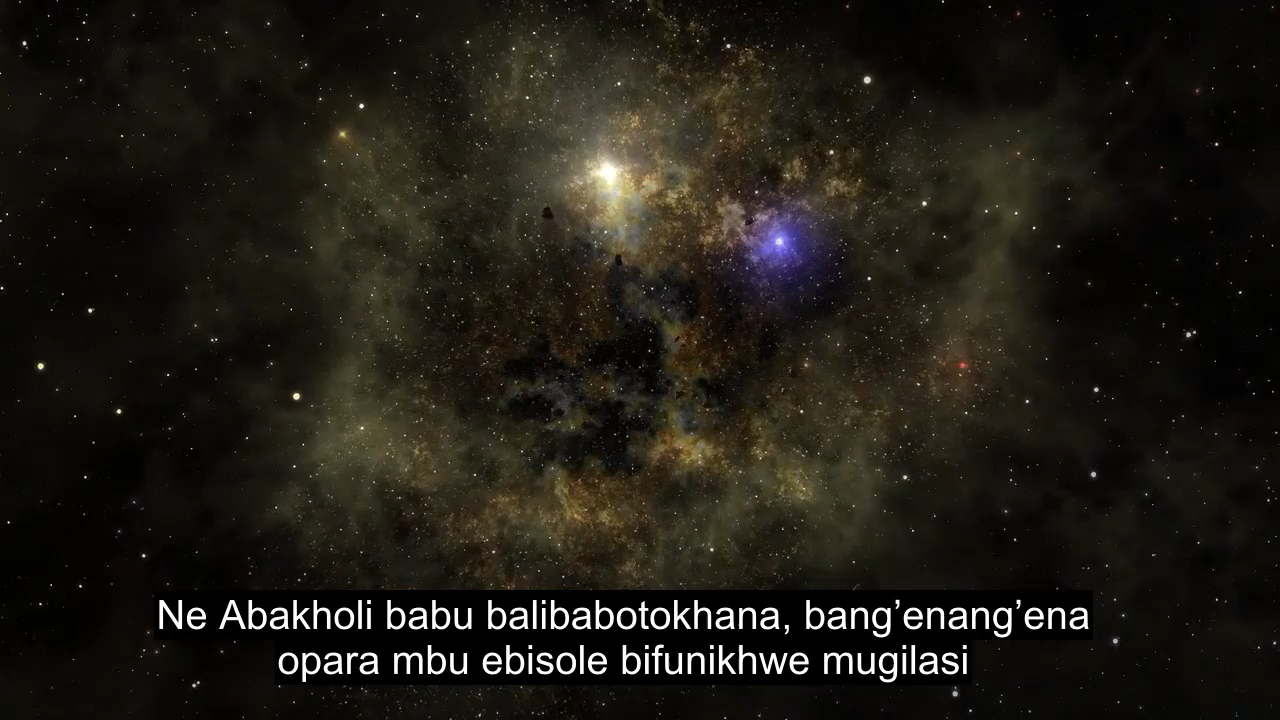 Ne Abakholi babu balibabotokhana, bang’enang’ena
opara mbu ebisole bifunikhwe mugilasi